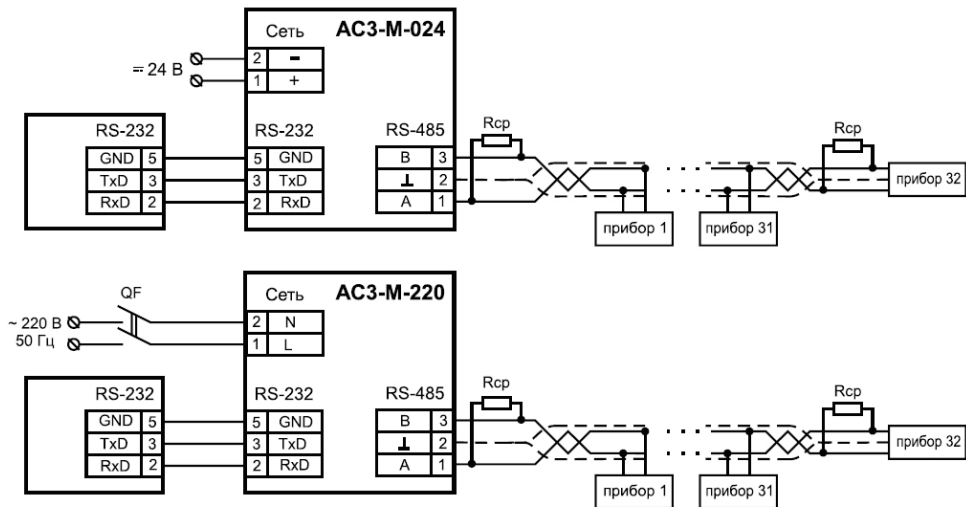 Сеть АС3-М-024
2 -
= 24 В
1 +
RS-232 RS-232 RS-485
GND 5 5 GND B 3
TxD 3 3 TxD ⊥ 2
RxD 2 2 RxD A 1
Rср Rср
прибор 1 прибор 31 прибор 32
Сеть АС3-М-220
QF
~ 220 В
50 Гц
2 N
1 L
RS-232 RS-232 RS-485
GND 5 5 GND B 3
TxD 3 3 TxD ⊥ 2
RxD 2 2 RxD A 1
Rср Rср
прибор 1 прибор 31 прибор 32